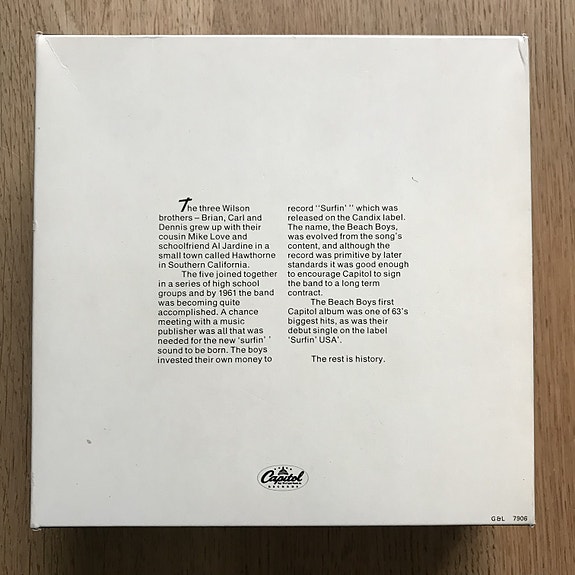 The three Wilson
brothers – Brian, Carl and
Dennis grew up with their
cousin Mike Love and
schoolfriend Al Jardine in a
small town called Hawthorne
in Southern California.
The five joined together
in a series of high school
groups and by 1961 the band
was becoming quite
accomplished. A chance
meeting with a music
publisher was all that was
needed for the new 'surfin' '
sound to be born. The boys
invested their own money to
record ''Surfin' '' which was
released on the Candix label.
The name, the Beach Boys,
was evolved from the song's
content, and although the
record was primitive by later
standards it was good enough
to encourage Capitol to sign
the band to a long term
contract.
The Beach Boys first
Capitol album was one of 63's
biggest hits, as was their
debut single on the label
'Surfin' USA'.
The rest is history.
Capitol
RECORDS
G&L 7906